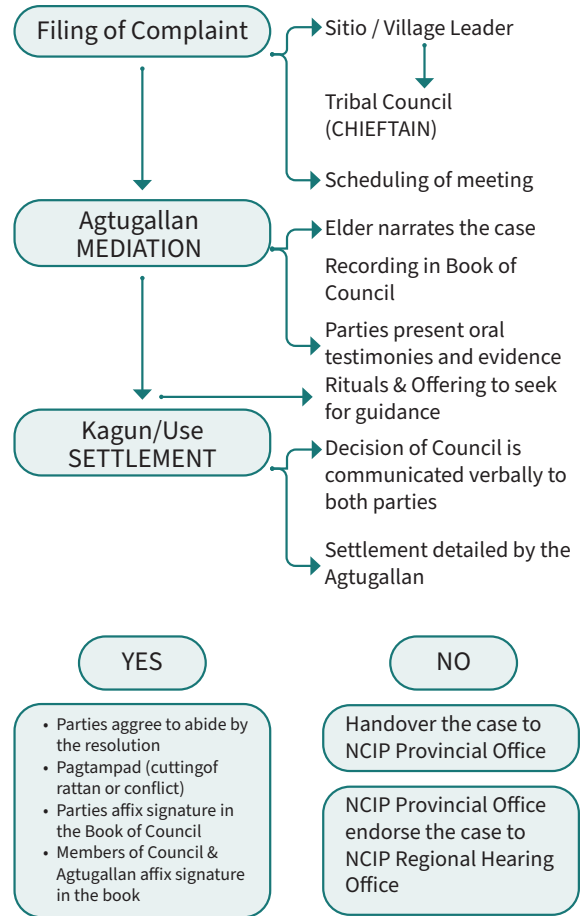 Filing of Complaint
Sitio / Village Leader
Tribal Council
(CHIEFTAIN)
Scheduling of meeting
Agtugallan
MEDIATION
Elder narrates the case
Recording in Book of
Council
Parties present oral
testimonies and evidence
Rituals & Offering to seek
for guidance
Kagun/Use
SETTLEMENT
Decision of Council is
communicated verbally to
both parties
Settlement detailed by the
Agtugallan
YES
• Parties aggree to abide by
the resolution
• Pagtampad (cuttingof
rattan or conflict)
• Parties affix signature in
the Book of Council
• Members of Council &
Agtugallan affix signature
in the book
NO
Handover the case to
NCIP Provincial Office
NCIP Provincial Office
endorse the case to
NCIP Regional Hearing
Office